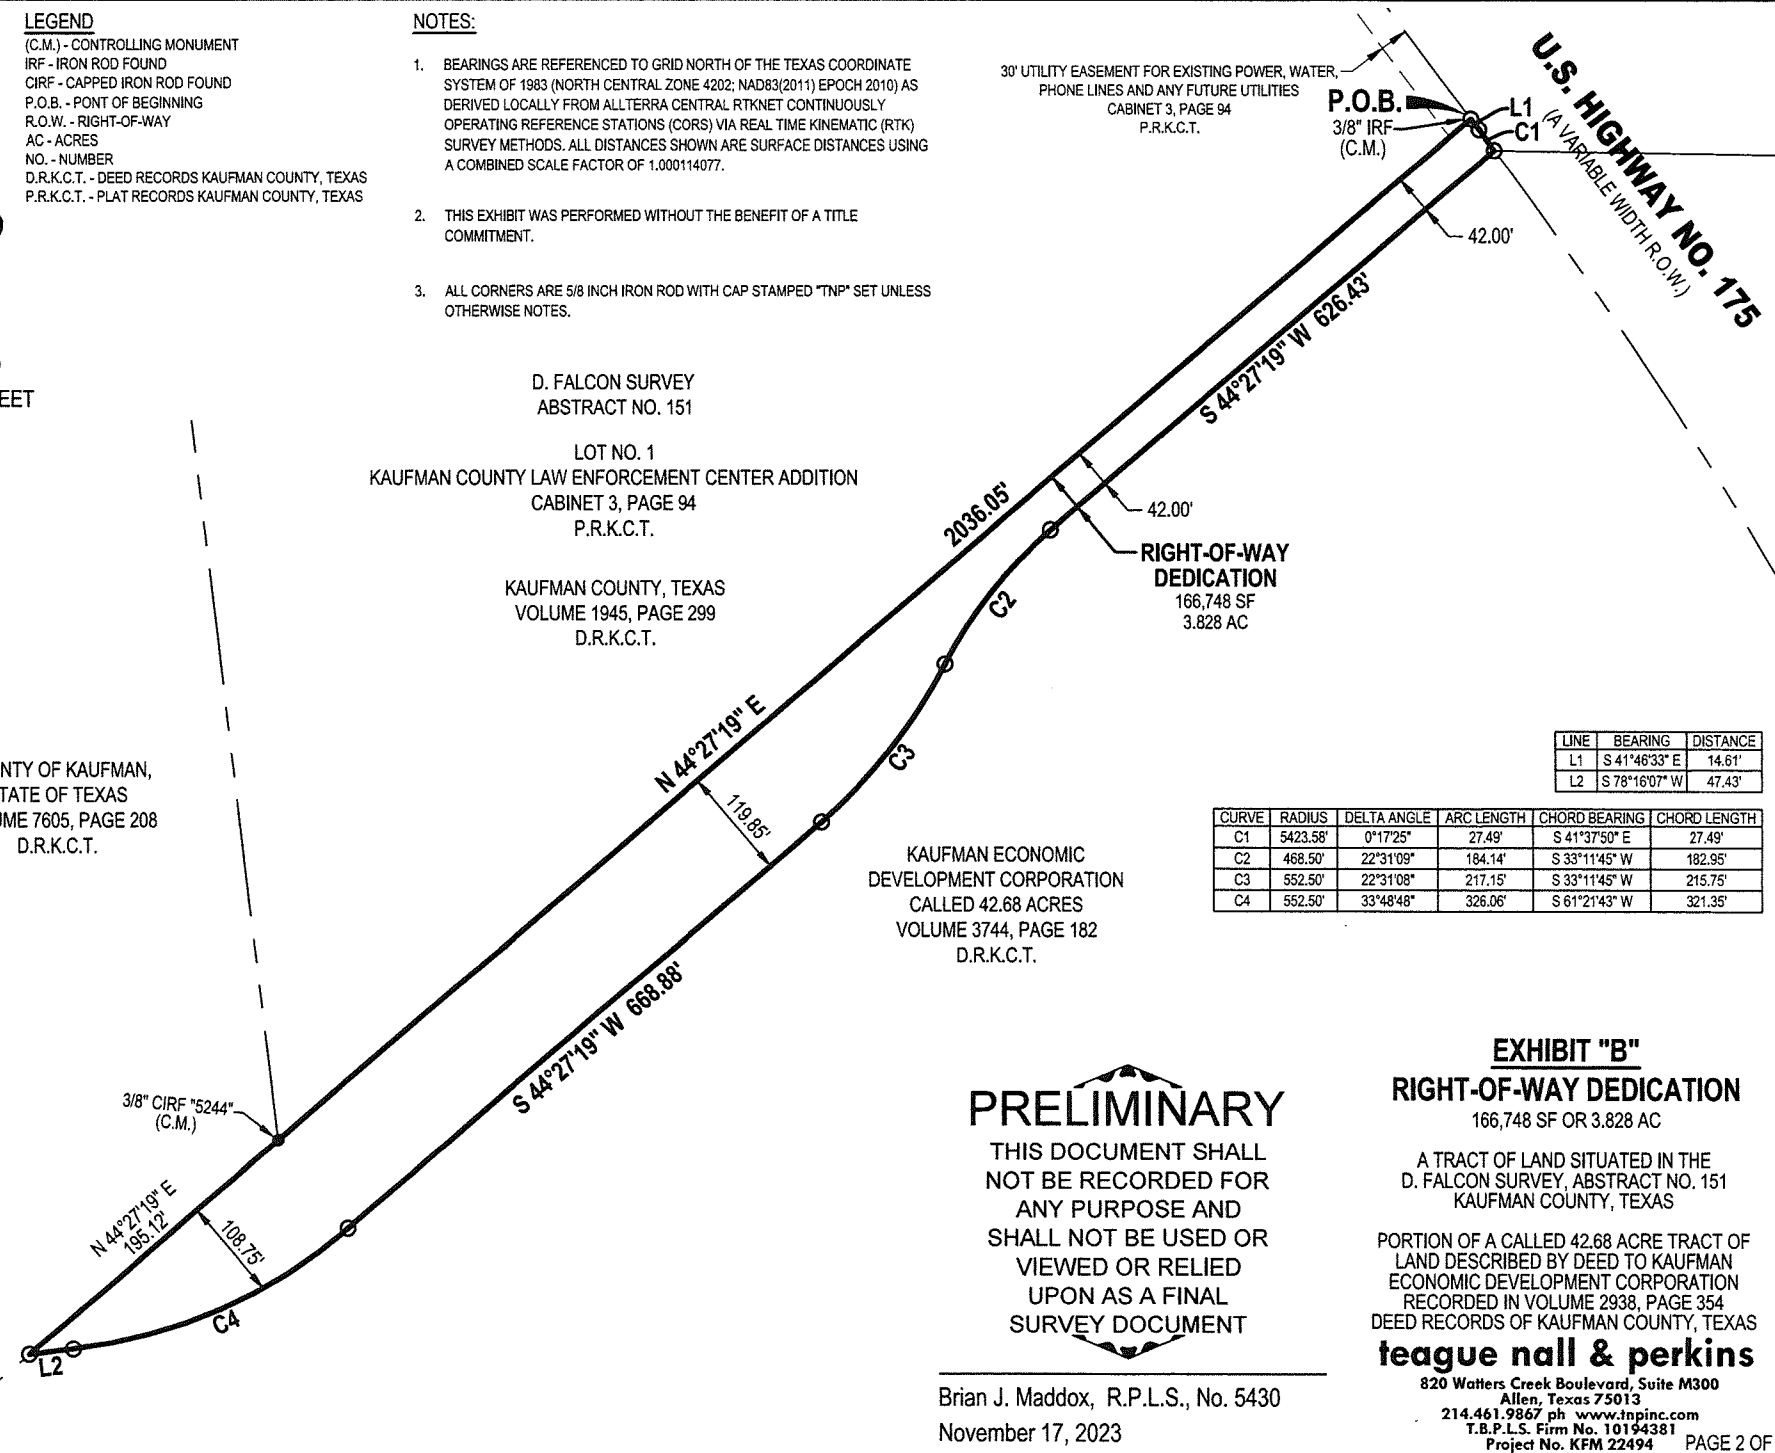 LEGEND
(C.M.) - CONTROLLING MONUMENT
IRF - IRON ROD FOUND
CIRF - CAPPED IRON ROD FOUND
P.O.B. - PONT OF BEGINNING
R.O.W. - RIGHT-OF-WAY
AC - ACRES
NO. - NUMBER
D.R.K.C.T. - DEED RECORDS KAUFMAN COUNTY, TEXAS
P.R.K.C.T. - PLAT RECORDS KAUFMAN COUNTY, TEXAS
NOTES:
1. BEARINGS ARE REFERENCED TO GRID NORTH OF THE TEXAS COORDINATE
SYSTEM OF 1983 (NORTH CENTRAL ZONE 4202; NAD83(2011) EPOCH 2010) AS
DERIVED LOCALLY FROM ALLTERRA CENTRAL RTKNET CONTINUOUSLY
OPERATING REFERENCE STATIONS (CORS) VIA REAL TIME KINEMATIC (RTK)
SURVEY METHODS. ALL DISTANCES SHOWN ARE SURFACE DISTANCES USING
A COMBINED SCALE FACTOR OF 1.000114077.
2. THIS EXHIBIT WAS PERFORMED WITHOUT THE BENEFIT OF A TITLE
COMMITMENT.
3. ALL CORNERS ARE 5/8 INCH IRON ROD WITH CAP STAMPED "TNP" SET UNLESS
OTHERWISE NOTES.
30' UTILITY EASEMENT FOR EXISTING POWER, WATER,
PHONE LINES AND ANY FUTURE UTILITIES
CABINET 3, PAGE 94
P.R.K.C.T.
P.O.B.
3/8" IRF
(C.M.)
L1
C1
U.S. HIGHWAY NO. 175
(A VARIABLE WIDTH R.O.W.)
42.00'
S 44°27'19" W 626.43'
EET
D. FALCON SURVEY
ABSTRACT NO. 151
LOT NO. 1
KAUFMAN COUNTY LAW ENFORCEMENT CENTER ADDITION
CABINET 3, PAGE 94
P.R.K.C.T.
KAUFMAN COUNTY, TEXAS
VOLUME 1945, PAGE 299
D.R.K.C.T.
2036.05'
42.00'
RIGHT-OF-WAY
DEDICATION
166,748 SF
3.828 AC
C2
N 44°27'19" E
C3
119.85'
NTY OF KAUFMAN,
TATE OF TEXAS
UME 7605, PAGE 208
D.R.K.C.T.
KAUFMAN ECONOMIC
DEVELOPMENT CORPORATION
CALLED 42.68 ACRES
VOLUME 3744, PAGE 182
D.R.K.C.T.
LINE BEARING DISTANCE
L1 S 41°46'33" E 14.61'
L2 S 78°16'07" W 47.43'
CURVE RADIUS DELTA ANGLE ARC LENGTH CHORD BEARING CHORD LENGTH
C1 5423.58' 0°17'25" 27.49' S 41°37'50" E 27.49'
C2 468.50' 22°31'09" 184.14' S 33°11'45" W 182.95'
C3 552.50' 22°31'08" 217.15' S 33°11'45" W 215.75'
C4 552.50' 33°48'48" 326.06' S 61°21'43" W 321.35'
S 44°27'19" W 668.88'
3/8" CIRF "5244"
(C.M.)
N 44°27'19" E
195.12'
108.75'
C4
L2
PRELIMINARY
THIS DOCUMENT SHALL
NOT BE RECORDED FOR
ANY PURPOSE AND
SHALL NOT BE USED OR
VIEWED OR RELIED
UPON AS A FINAL
SURVEY DOCUMENT
Brian J. Maddox, R.P.L.S., No. 5430
November 17, 2023
EXHIBIT "B"
RIGHT-OF-WAY DEDICATION
166,748 SF OR 3.828 AC
A TRACT OF LAND SITUATED IN THE
D. FALCON SURVEY, ABSTRACT NO. 151
KAUFMAN COUNTY, TEXAS
PORTION OF A CALLED 42.68 ACRE TRACT OF
LAND DESCRIBED BY DEED TO KAUFMAN
ECONOMIC DEVELOPMENT CORPORATION
RECORDED IN VOLUME 2938, PAGE 354
DEED RECORDS OF KAUFMAN COUNTY, TEXAS
teague nall & perkins
820 Watters Creek Boulevard, Suite M300
Allen, Texas 75013
214.461.9867 ph www.tnpinc.com
T.B.P.L.S. Firm No. 10194381
Project No. KFM 22494
PAGE 2 OF